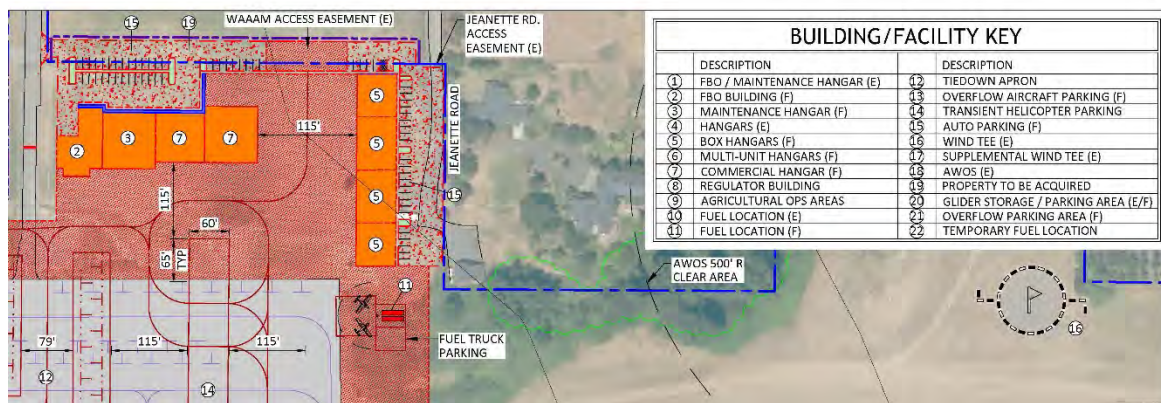 15
19
WAAAM ACCESS EASEMENT (E)
JEANETTE RD.
ACCESS
EASEMENT (E)
JEANETTE ROAD
5
5
5
5
2
3
7
7
115'
115'
60'
65'
TYP
15
11
FUEL TRUCK
PARKING
79'
115'
115'
12
14
AWOS 500' R
CLEAR AREA
16
BUILDING/FACILITY KEY
DESCRIPTION DESCRIPTION
1 FBO / MAINTENANCE HANGAR (E) 12 TIEDOWN APRON
2 FBO BUILDING (F) 13 OVERFLOW AIRCRAFT PARKING (F)
3 MAINTENANCE HANGAR (F) 14 TRANSIENT HELICOPTER PARKING
4 HANGARS (E) 15 AUTO PARKING (F)
5 BOX HANGARS (F) 16 WIND TEE (E)
6 MULTI-UNIT HANGARS (F) 17 SUPPLEMENTAL WIND TEE (E)
7 COMMERCIAL HANGAR (F) 18 AWOS (E)
8 REGULATOR BUILDING 19 PROPERTY TO BE ACQUIRED
9 AGRICULTURAL OPS AREAS 20 GLIDER STORAGE / PARKING AREA (E/F)
10 FUEL LOCATION (E) 21 OVERFLOW PARKING AREA (F)
11 FUEL LOCATION (F) 22 TEMPORARY FUEL LOCATION